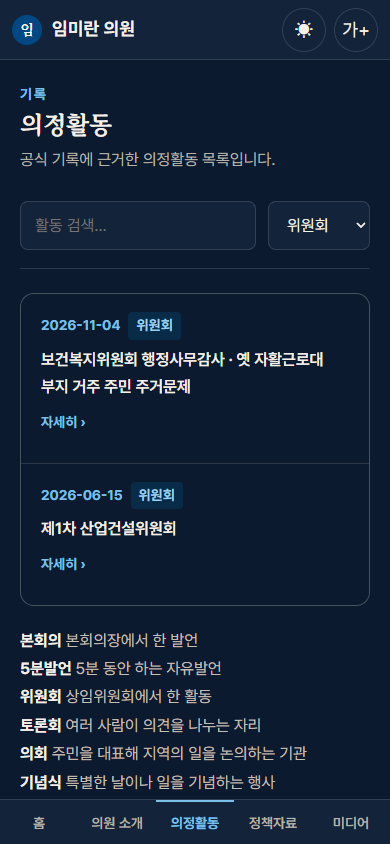 임 임미란 의원 가+
기록
의정활동
공식 기록에 근거한 의정활동 목록입니다.
활동 검색... 위원회
2026-11-04 위원회
보건복지위원회 행정사무감사 · 옛 자활근로대
부지 거주 주민 주거문제
자세히 ›
2026-06-15 위원회
제1차 산업건설위원회
자세히 ›
본회의 본회의장에서 한 발언
5분발언 5분 동안 하는 자유발언
위원회 상임위원회에서 한 활동
토론회 여러 사람이 의견을 나누는 자리
의회 주민을 대표해 지역의 일을 논의하는 기관
기념식 특별한 날이나 일을 기념하는 행사
홈 의원 소개 의정활동 정책자료 미디어